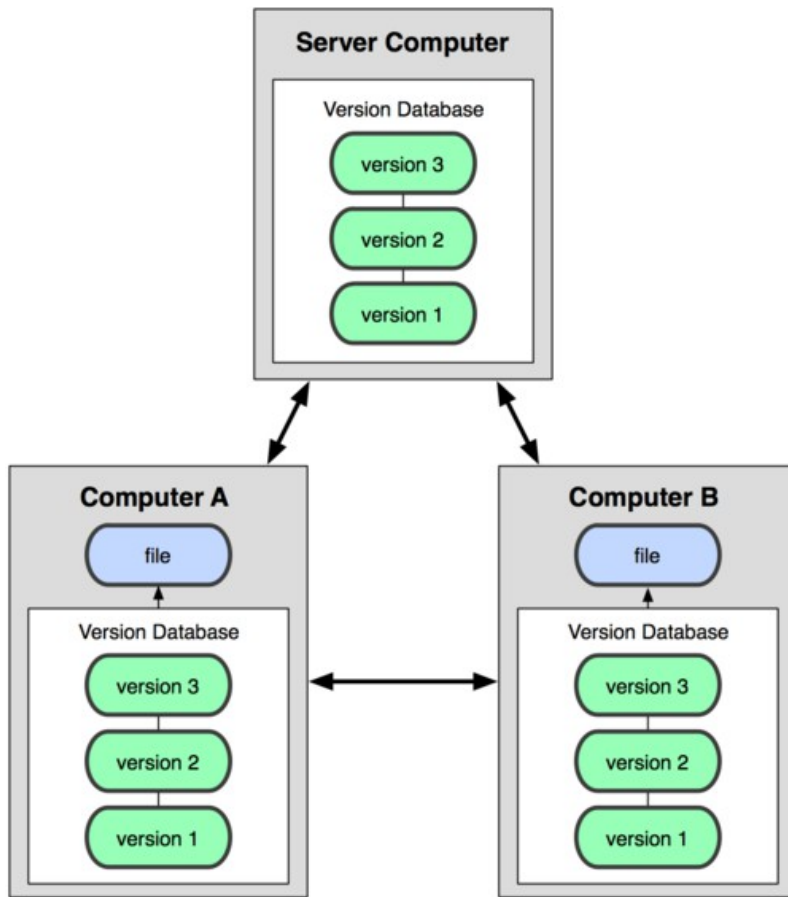 Server Computer
Version Database
version 3
version 2
version 1
Computer A
file
Version Database
version 3
version 2
version 1
Computer B
file
Version Database
version 3
version 2
version 1